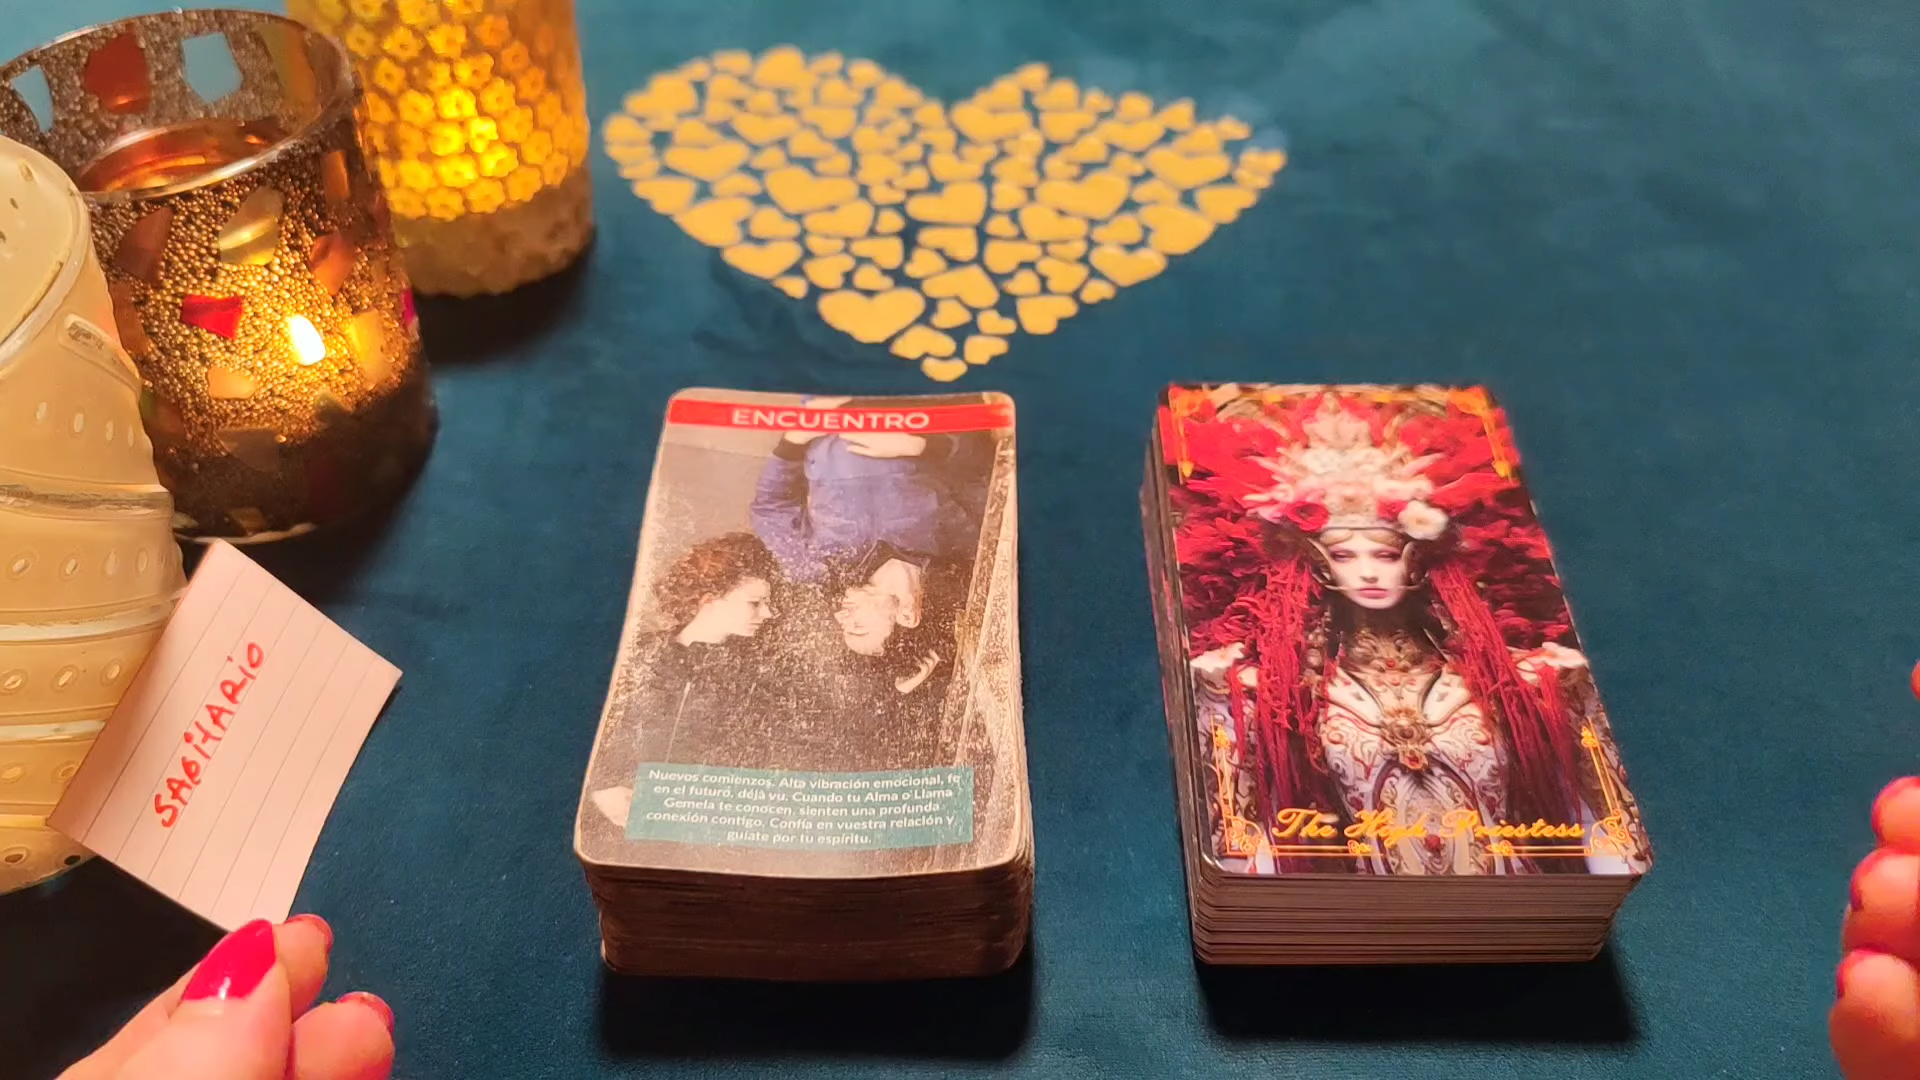 SAGITARIO
ENCUENTRO
Nuevos comienzos. Alta vibración emocional, fe
en el futuro, déjà vu. Cuando tu Alma o Llama
Gemela te conocen, sienten una profunda
conexión contigo. Confía en vuestra relación y
guíate por tu espíritu.
The High Priestess